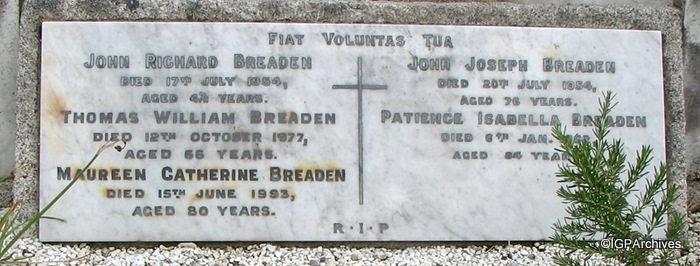 FIAT VOLUNTAS TUA
JOHN RICHARD BREADEN
DIED 17TH JULY 1954,
AGED 4½ YEARS.
THOMAS WILLIAM BREADEN
DIED 12TH OCTOBER 1977,
AGED 66 YEARS.
MAUREEN CATHERINE BREADEN
DIED 15TH JUNE 1993,
AGED 80 YEARS.
JOHN JOSEPH BREADEN
DIED 20TH JULY 1954,
AGED 76 YEARS.
PATIENCE ISABELLA BREADEN
DIED 6TH JAN.
AGED 84 YEARS
R·I·P
©IGPArchives